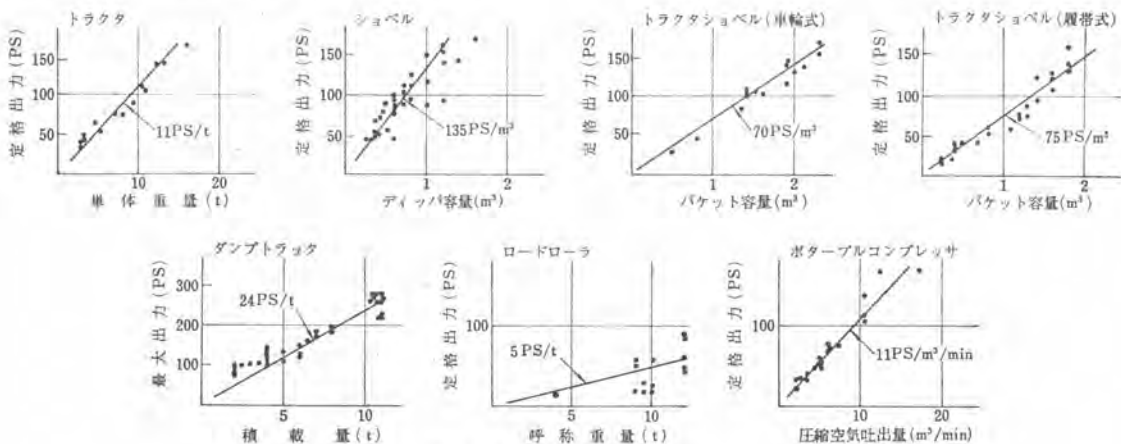 トラクタ
定格出力(PS)
150
100
50
11PS/t
10
20
単体重量(t)
ショベル
定格出力(PS)
150
100
50
135PS/m³
1
2
ディッパ容量(m³)
トラクタショベル(車輪式)
定格出力(PS)
150
100
50
70PS/m³
1
2
バケット容量(m³)
トラクタショベル(履帯式)
定格出力(PS)
150
100
50
75PS/m³
1
2
バケット容量(m³)
ダンプトラック
最大出力(PS)
300
200
100
24PS/t
5
10
積載量(t)
ロードローラ
定格出力(PS)
100
5PS/t
5
10
呼称重量(t)
ポータブルコンプレッサ
定格出力(PS)
100
11PS/m³/min
10
20
圧縮空気吐出量(m³/min)